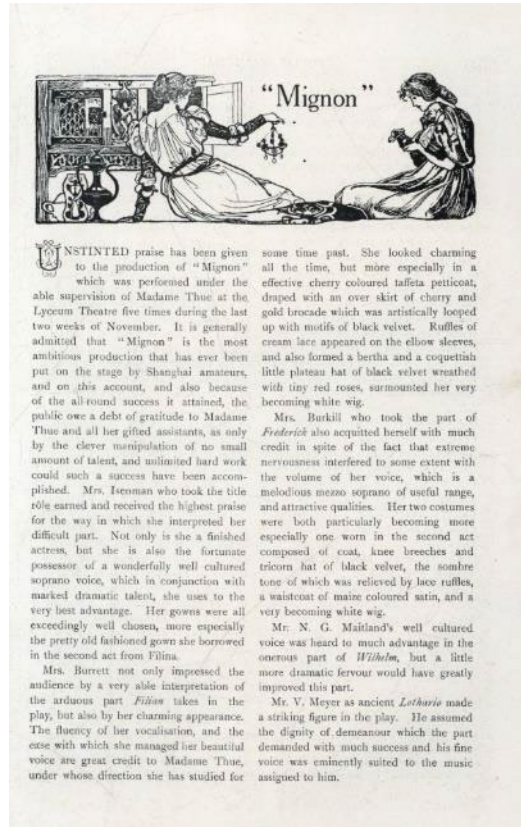 "Mignon"
UNSTINTED praise has been given
to the production of "Mignon"
which was performed under the
able supervision of Madame Thue at the
Lyceum Theatre five times during the last
two weeks of November. It is generally
admitted that "Mignon" is the most
ambitious production that has ever been
put on the stage by Shanghai amateurs,
and on this account, and also because
of the all-round success it attained, the
public owe a debt of gratitude to Madame
Thue and all her gifted assistants, as only
by the clever manipulation of no small
amount of talent, and unlimited hard work
could such a success have been accom-
plished. Mrs. Isenman who took the title
rôle earned and received the highest praise
for the way in which she interpreted her
difficult part. Not only is she a finished
actress, but she is also the fortunate
possessor of a wonderfully well cultured
soprano voice, which in conjunction with
marked dramatic talent, she uses to the
very best advantage. Her gowns were all
exceedingly well chosen, more especially
the pretty old fashioned gown she borrowed
in the second act from Filina.
Mrs. Burrett not only impressed the
audience by a very able interpretation of
the arduous part Filian takes in the
play, but also by her charming appearance.
The fluency of her vocalisation, and the
ease with which she managed her beautiful
voice are great credit to Madame Thue,
under whose direction she has studied for
some time past. She looked charming
all the time, but more especially in a
effective cherry coloured taffeta petticoat,
draped with an over skirt of cherry and
gold brocade which was artistically looped
up with motifs of black velvet. Ruffles of
cream lace appeared on the elbow sleeves,
and also formed a bertha and a coquettish
little plateau hat of black velvet wreathed
with tiny red roses, surmounted her very
becoming white wig.
Mrs. Burkill who took the part of
Frederick also acquitted herself with much
credit in spite of the fact that extreme
nervousness interfered to some extent with
the volume of her voice, which is a
melodious mezzo soprano of useful range,
and attractive qualities. Her two costumes
were both particularly becoming more
especially one worn in the second act
composed of coat, knee breeches and
tricorn hat of black velvet, the sombre
tone of which was relieved by lace ruffles,
a waistcoat of maize coloured satin, and a
very becoming white wig.
Mr. N. G. Maitland's well cultured
voice was heard to much advantage in the
onerous part of Wilhelm, but a little
more dramatic fervour would have greatly
improved this part.
Mr. V. Meyer as ancient Lothario made
a striking figure in the play. He assumed
the dignity of demeanour which the part
demanded with much success and his fine
voice was eminently suited to the music
assigned to him.